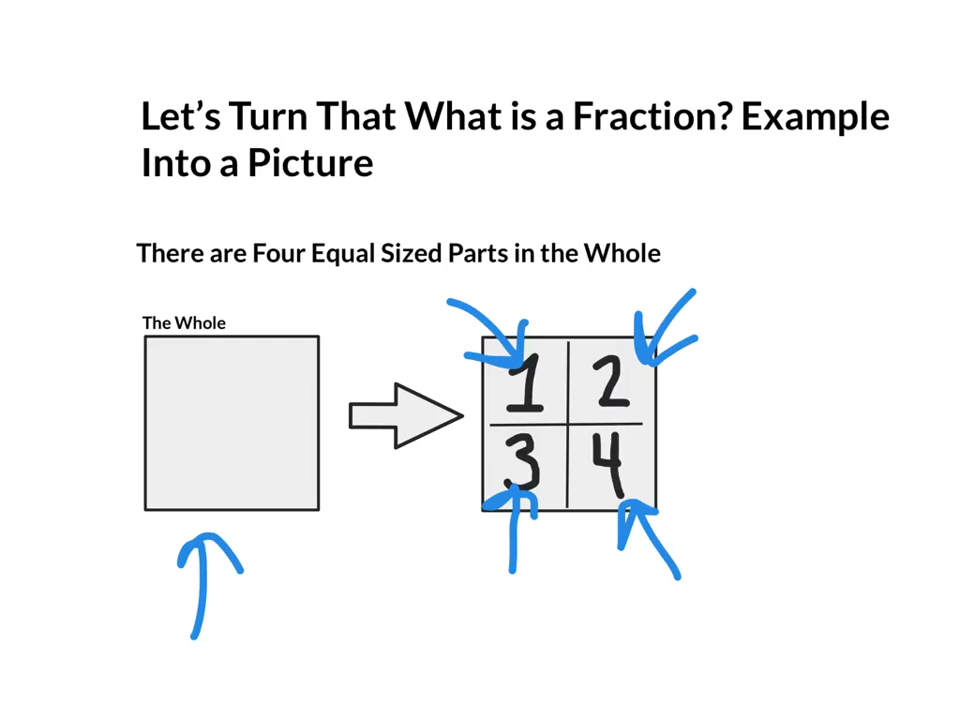 Let's Turn That What is a Fraction? Example
Into a Picture
There are Four Equal Sized Parts in the Whole
The Whole
1 2
3 4